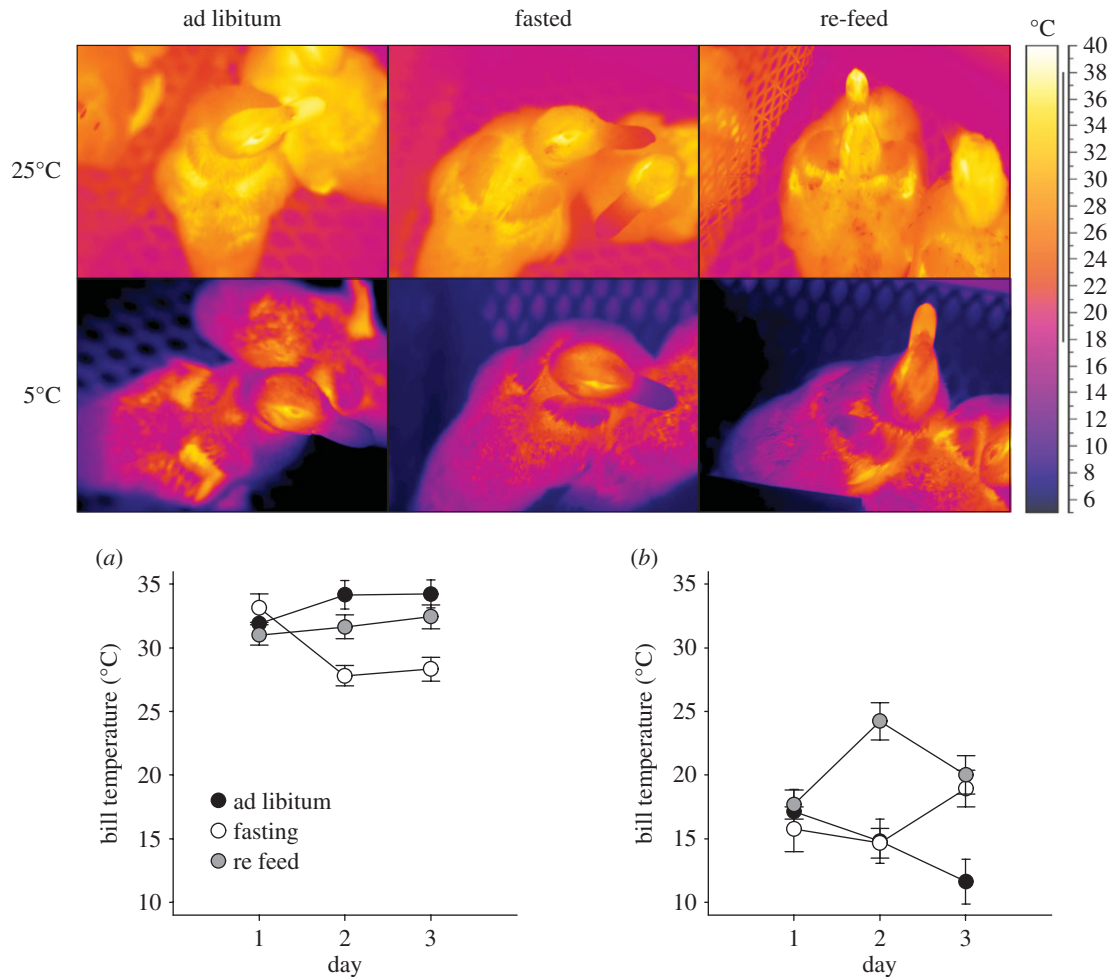 ad libitum fasted re-feed °C
25°C
5°C
40
38
36
34
32
30
28
26
24
22
20
18
16
14
12
10
8
6
(a)
35
30
25
20
15
10
bill temperature (°C)
ad libitum
fasting
re feed
1 2 3
day
(b)
35
30
25
20
15
10
bill temperature (°C)
1 2 3
day